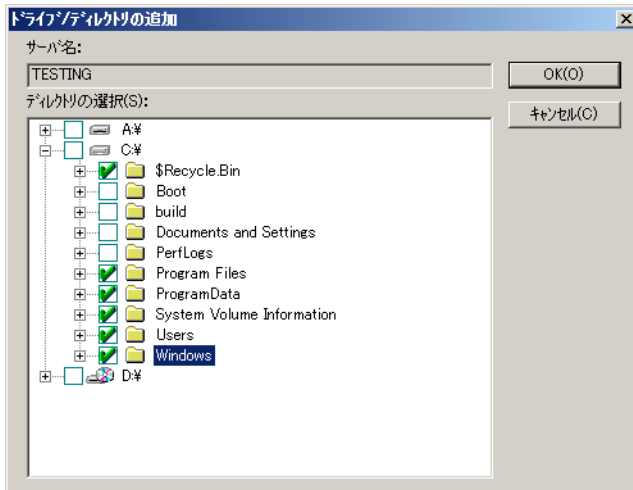 ﾄﾞﾗｲﾌﾞ/ﾃﾞｨﾚｸﾄﾘの追加
サーバ名:
TESTING
OK(O)
ﾃﾞｨﾚｸﾄﾘの選択(S):
ｷｬﾝｾﾙ(C)
A:¥
C:¥
$Recycle.Bin
Boot
build
Documents and Settings
PerfLogs
Program Files
ProgramData
System Volume Information
Users
Windows
D:¥